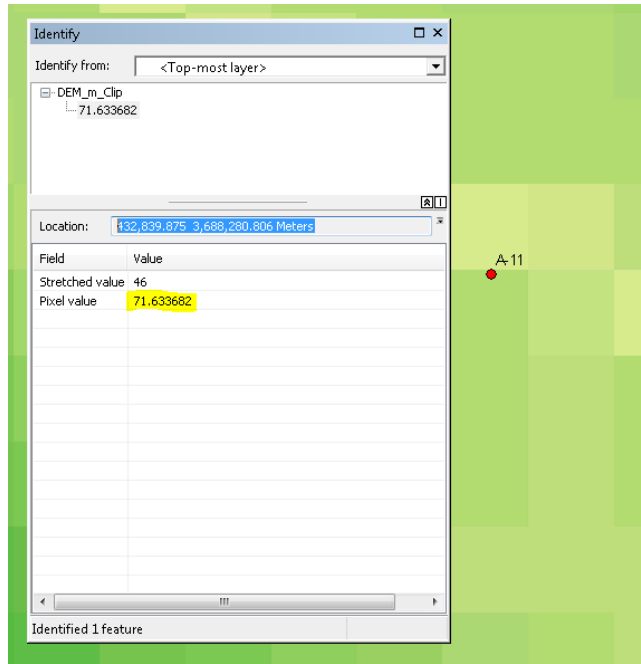 Identify
Identify from: <Top-most layer>
DEM_m_Clip
71.633682
Location: 432,839.875 3,688,280.806 Meters
Field Value
Stretched value 46
Pixel value 71.633682
A-11
Identified 1 feature